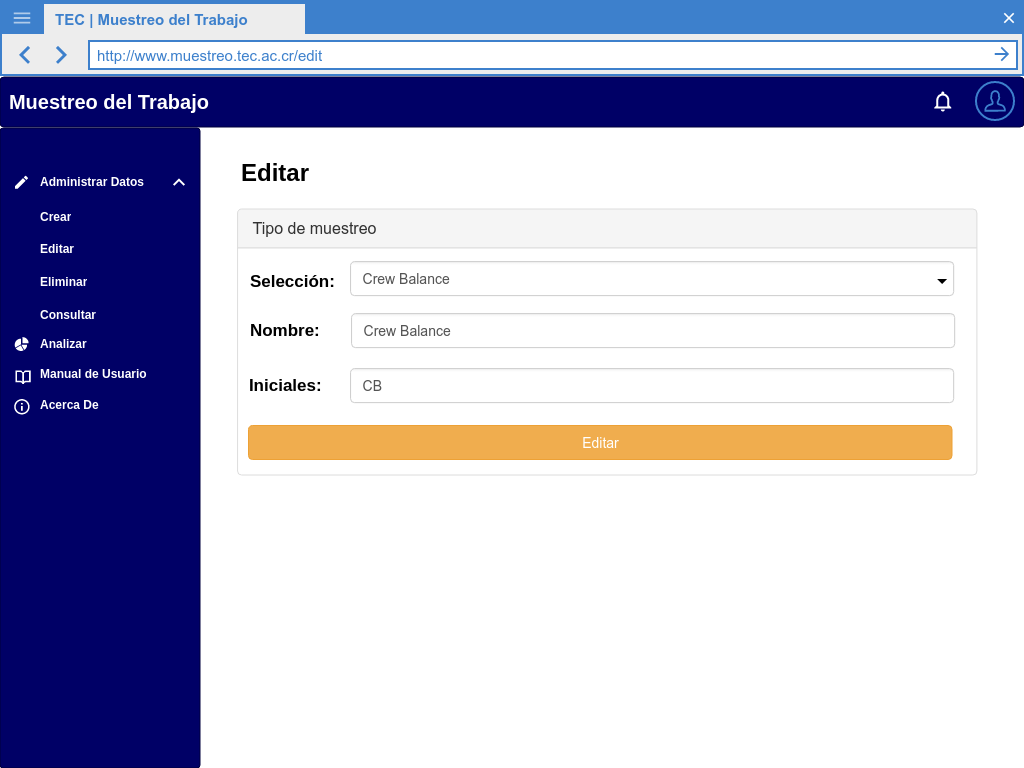 TEC | Muestreo del Trabajo
http://www.muestreo.tec.ac.cr/edit
Muestreo del Trabajo
Administrar Datos
Crear
Editar
Eliminar
Consultar
Analizar
Manual de Usuario
Acerca De
Editar
Tipo de muestreo
Selección: Crew Balance
Nombre: Crew Balance
Iniciales: CB
Editar